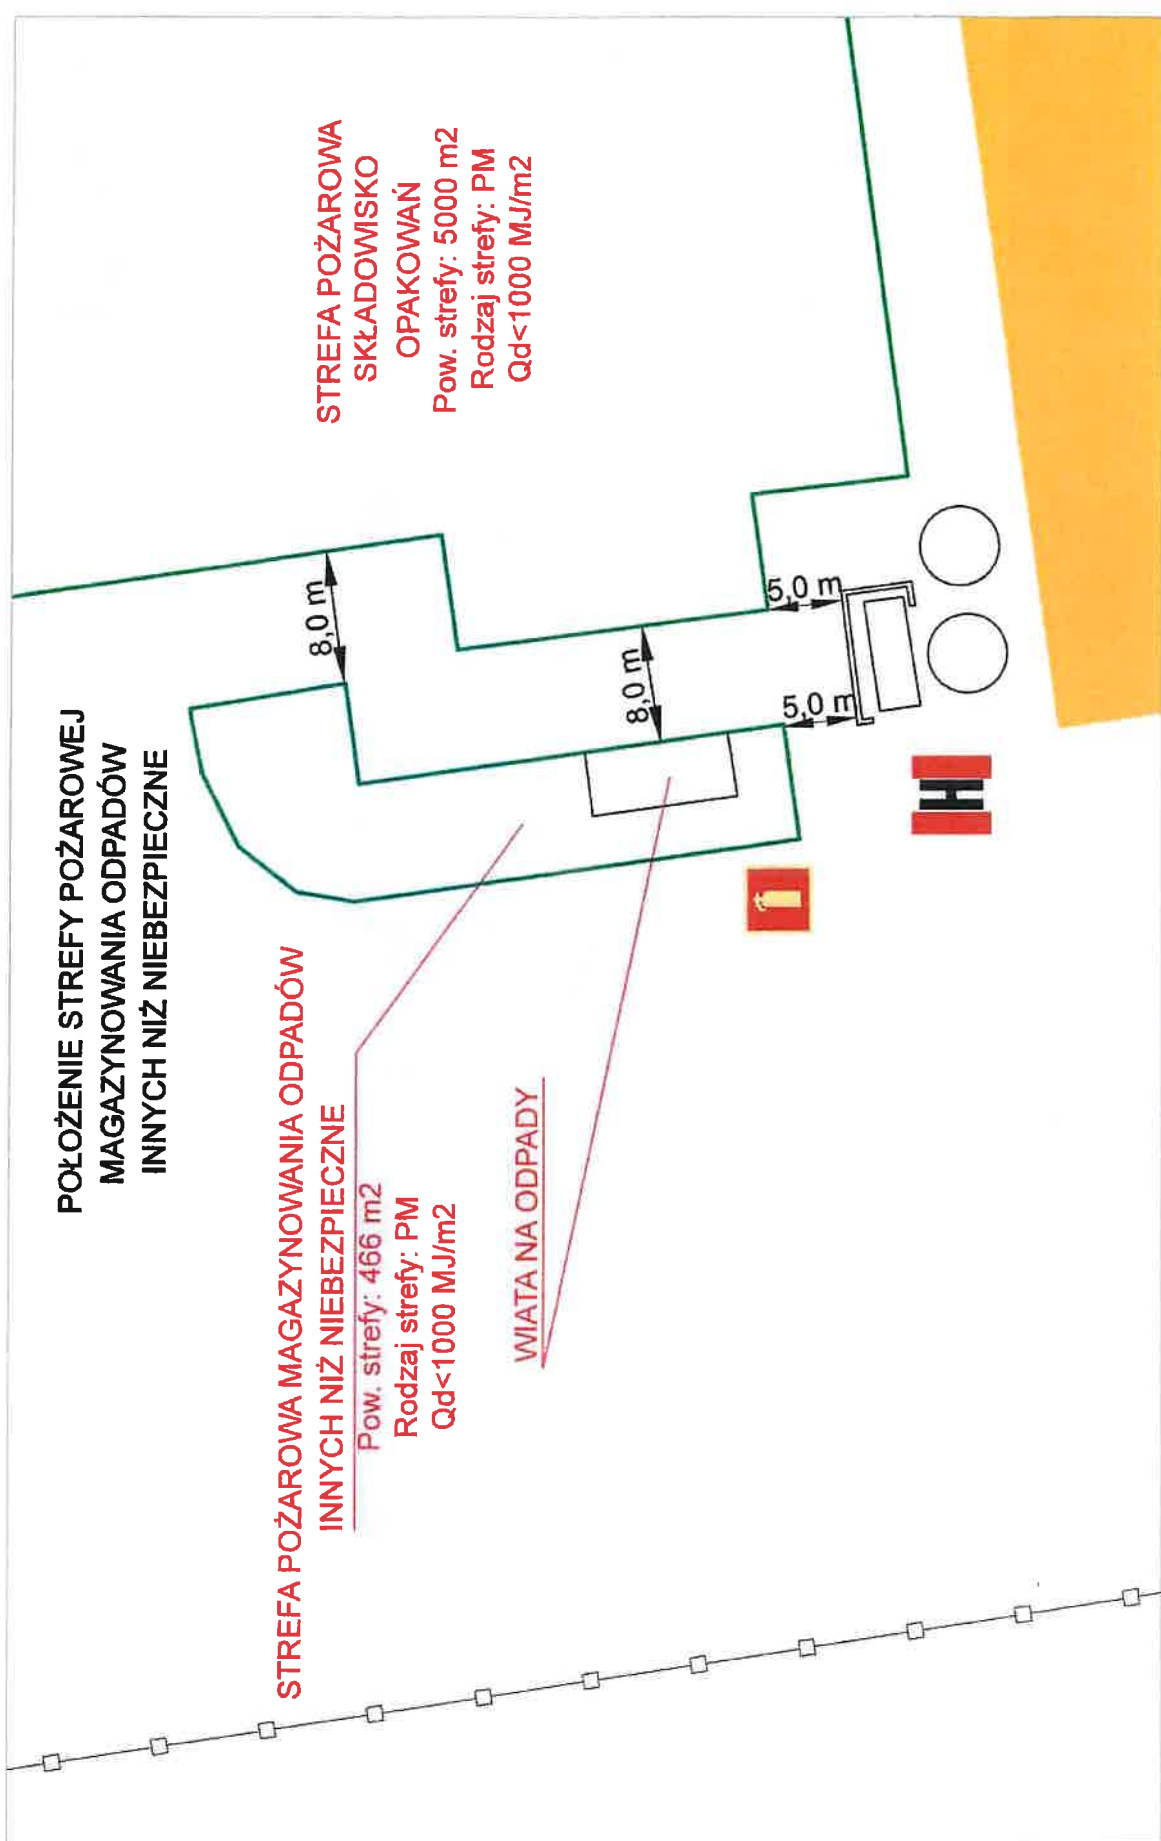 POŁOŻENIE STREFY POŻAROWEJ
MAGAZYNOWANIA ODPADÓW
INNYCH NIŻ NIEBEZPIECZNE
STREFA POŻAROWA MAGAZYNOWANIA ODPADÓW
INNYCH NIŻ NIEBEZPIECZNE
Pow. strefy: 466 m2
Rodzaj strefy: PM
Qd<1000 MJ/m2
WIATA NA ODPADY
STREFA POŻAROWA
SKŁADOWISKO
OPAKOWAŃ
Pow. strefy: 5000 m2
Rodzaj strefy: PM
Qd<1000 MJ/m2
8,0 m
8,0 m
5,0 m
5,0 m
H